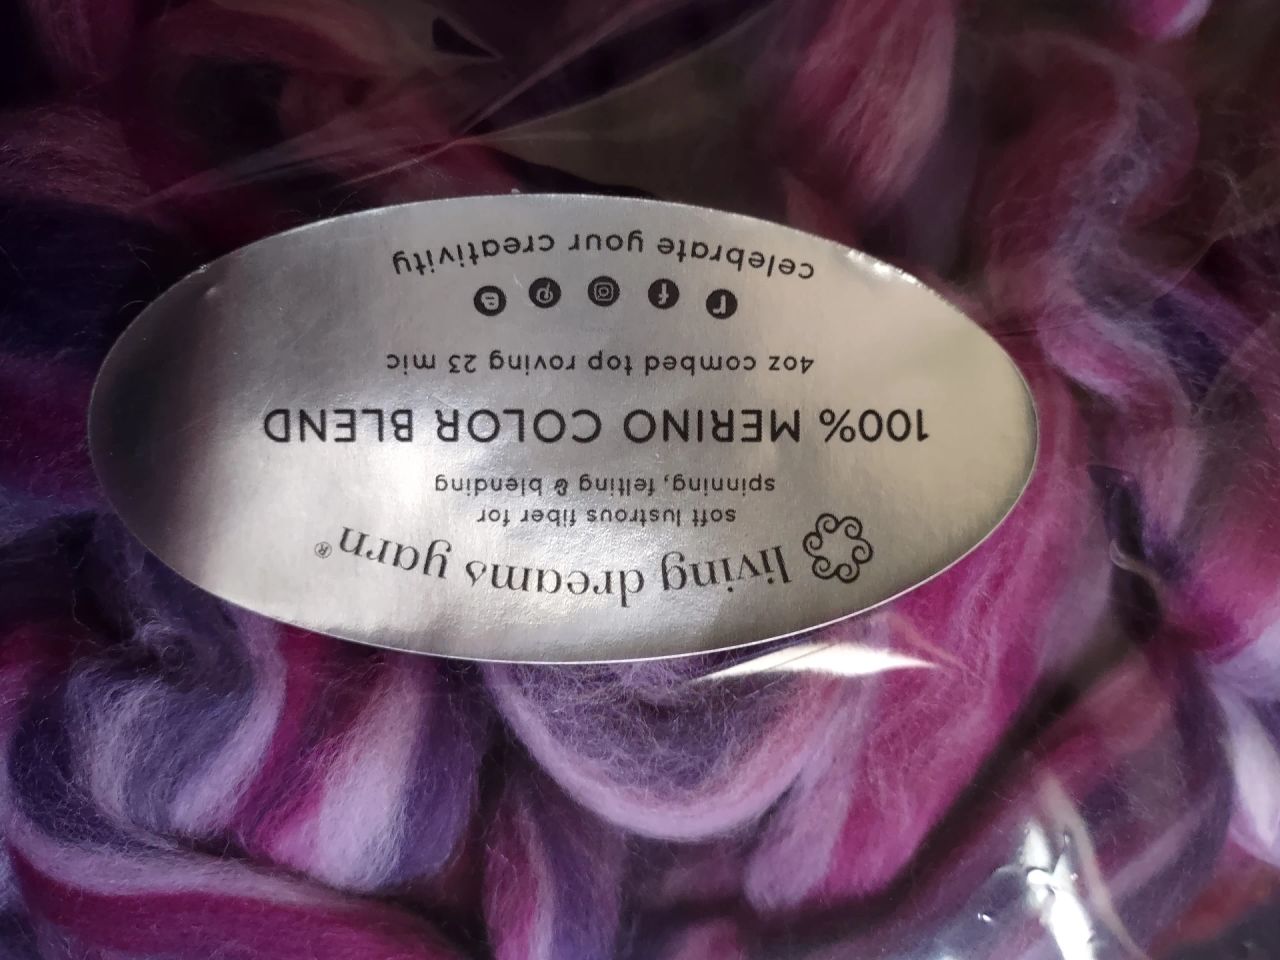 living dreams yarn®
soft lustrous fiber for
spinning, felting & blending
100% MERINO COLOR BLEND
4oz combed top roving 23 mic
celebrate your creativity